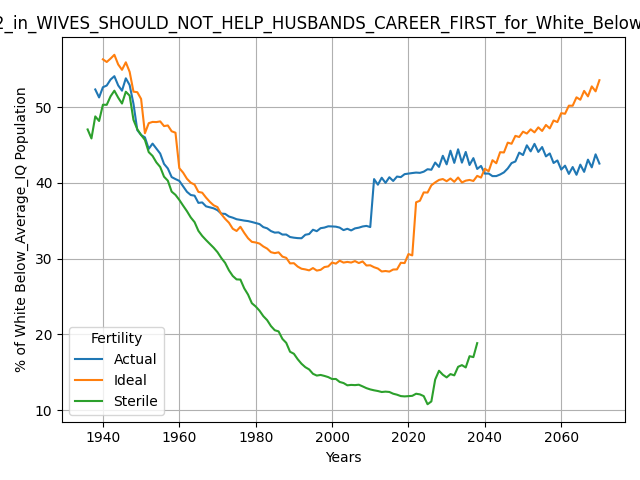 2_in_WIVES_SHOULD_NOT_HELP_HUSBANDS_CAREER_FIRST_for_White_Below
% of White Below_Average_IQ Population
50
40
30
20
10
Fertility
Actual
Ideal
Sterile
1940 1960 1980 2000 2020 2040 2060
Years